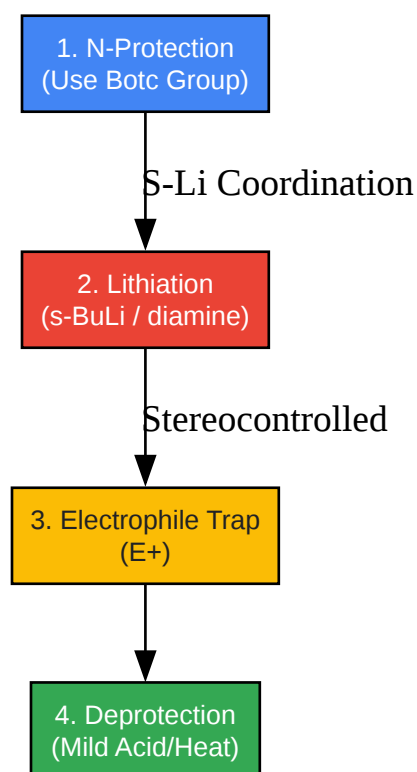 1. N-Protection
(Use Botc Group)
S-Li Coordination
2. Lithiation
(s-BuLi / diamine)
Stereocontrolled
3. Electrophile Trap
(E+)
4. Deprotection
(Mild Acid/Heat)